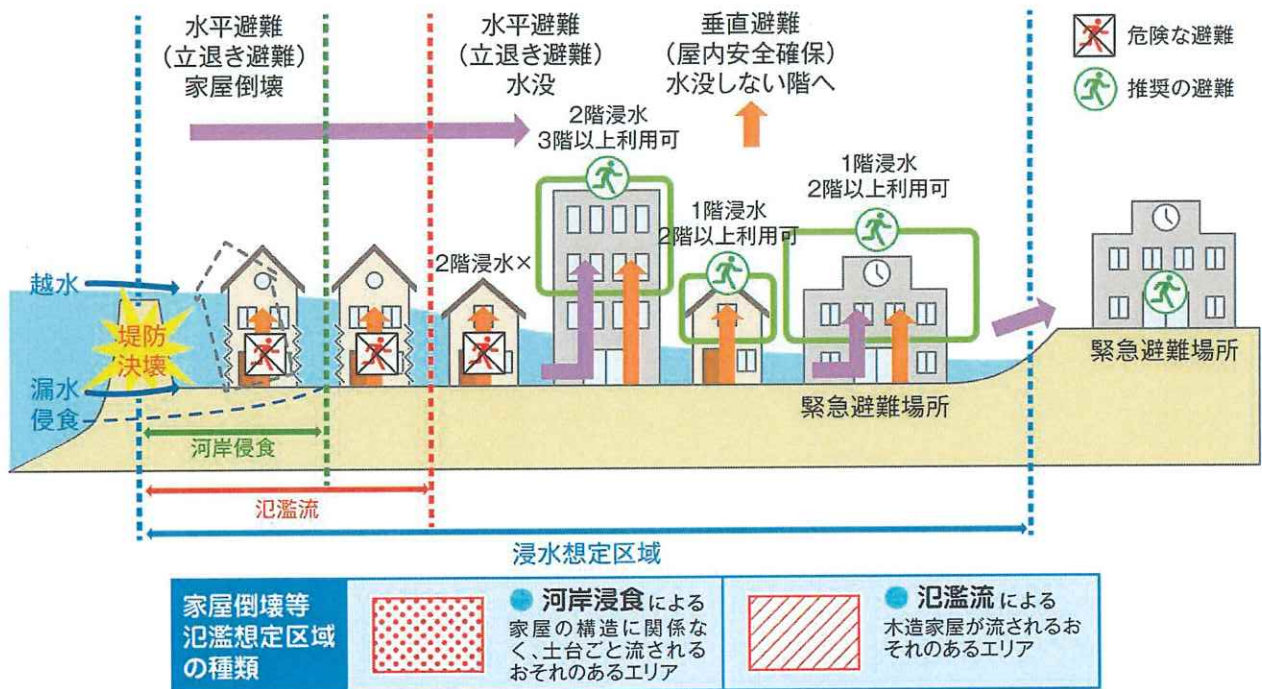 水平避難
(立退き避難)
家屋倒壊
水平避難
(立退き避難)
水没
垂直避難
(屋内安全確保)
水没しない階へ
危険な避難
推奨の避難
2階浸水
3階以上利用可
1階浸水
2階以上利用可
1階浸水
2階以上利用可
2階浸水×
越水
堤防
決壊
漏水
侵食
緊急避難場所
緊急避難場所
河岸侵食
氾濫流
浸水想定区域
家屋倒壊等
氾濫想定区域
の種類
河岸浸食による
家屋の構造に関係な
く、土台ごと流される
おそれのあるエリア
氾濫流による
木造家屋が流されるお
それのあるエリア